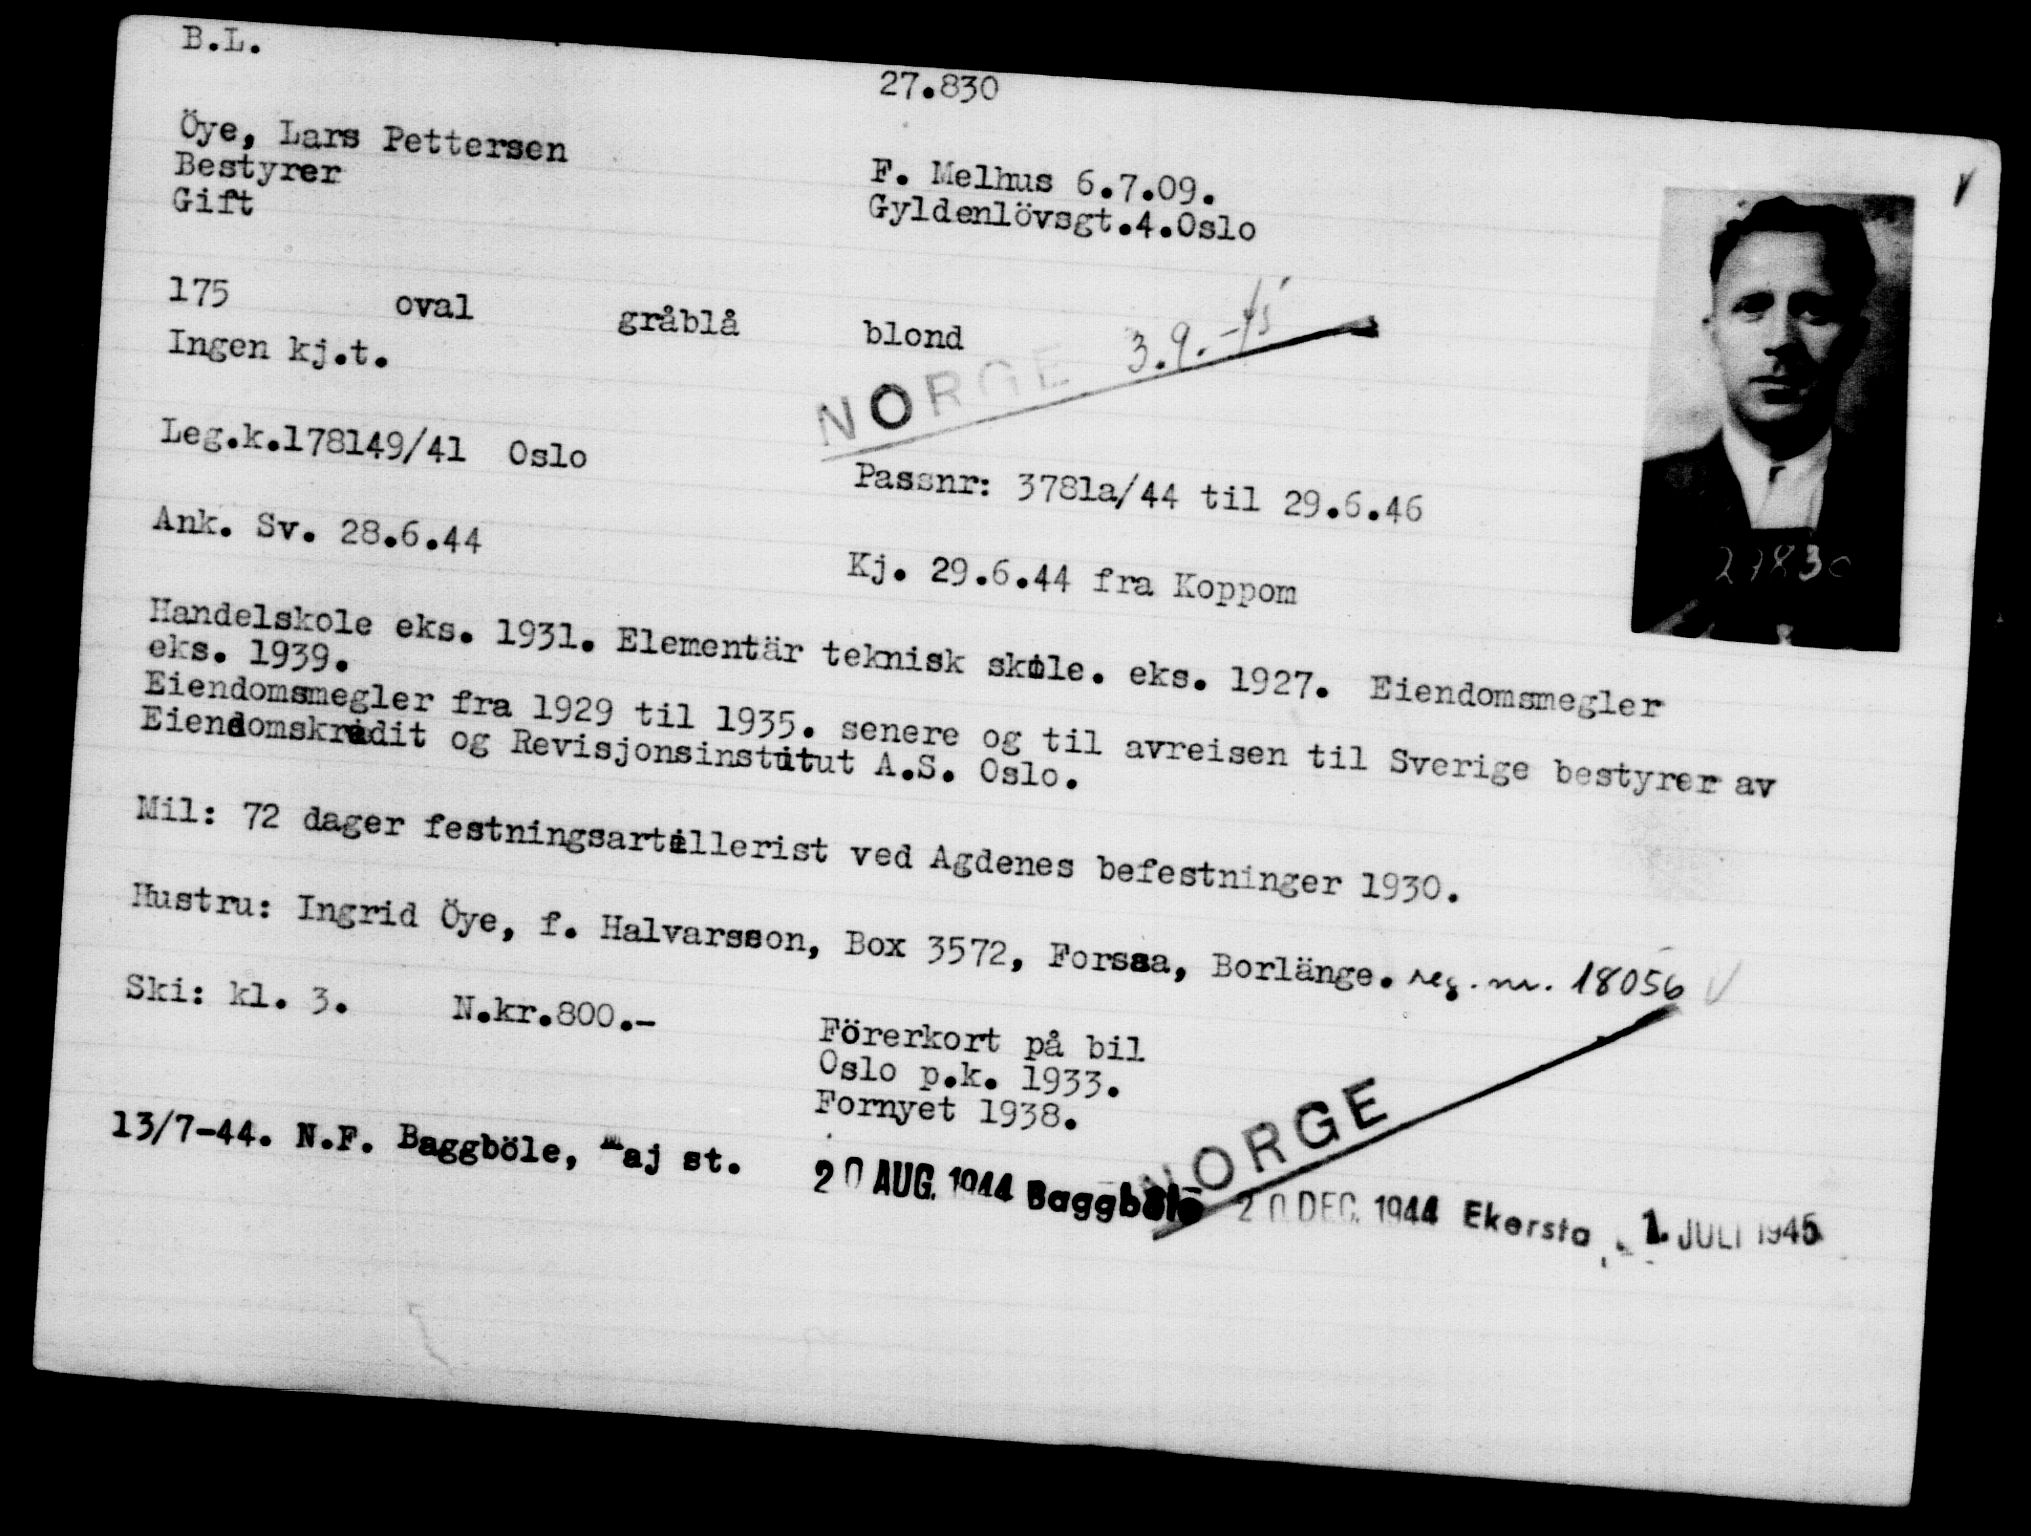 B.L.
27.830
Öye, Lars Pettersen
Bestyrer
Gift
F. Melhus 6.7.09.
Gyldenlövsgt.4.Oslo
175 oval gråblå blond
Ingen kj.t.
NORGE 3.9.-45
Leg.k.178149/41 Oslo
Passnr: 3781a/44 til 29.6.46
Ank. Sv. 28.6.44
Kj. 29.6.44 fra Koppom
27830
Handelskole eks. 1931. Elementär teknisk skole. eks. 1927. Eiendomsmegler
eks. 1939.
Eiendomsmegler fra 1929 til 1935. senere og til avreisen til Sverige bestyrer av
Eiendomskredit og Revisjonsinstitut A.S. Oslo.
Mil: 72 dager festningsartillerist ved Agdenes befestninger 1930.
Hustru: Ingrid Öye, f. Halvarsson, Box 3572, Forssa, Borlänge. reg. nr. 18056
Ski: kl. 3. N.kr.800.-
Förerkort på bil
Oslo p.k. 1933.
Fornyet 1938.
NORGE
13/7-44. N.F. Baggböle, Maj st.
20 AUG. 1944 Baggböle 20 DEC. 1944 Ekersta 1. JULI 1945